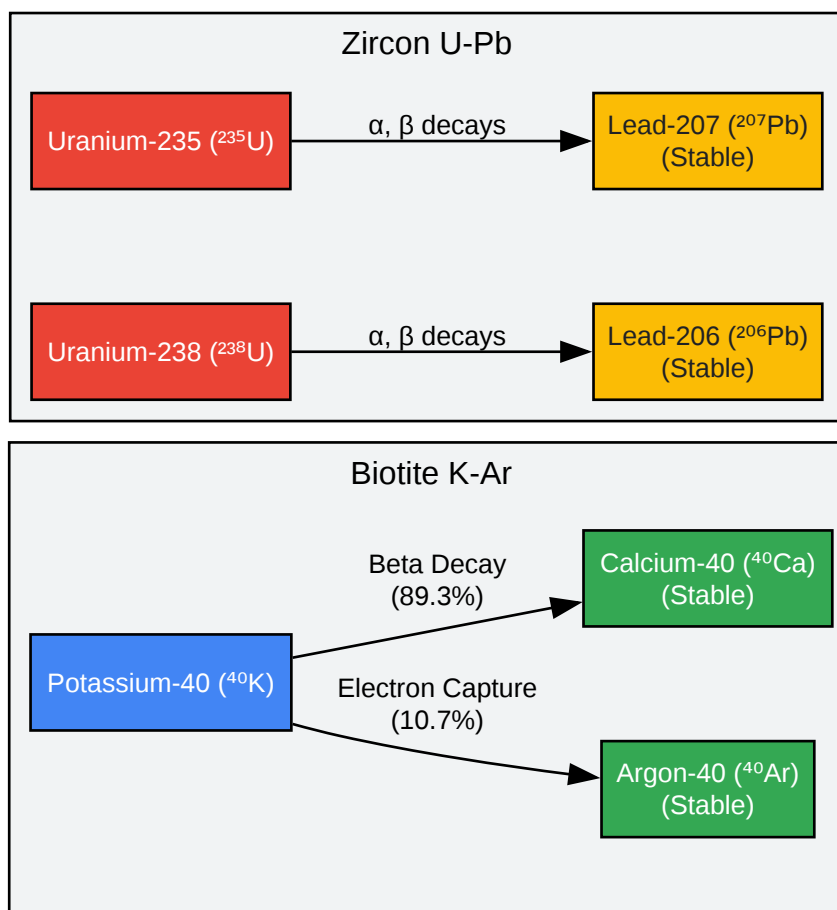 Zircon U-Pb
Uranium-235 (²³⁵U)
α, β decays
Lead-207 (²⁰⁷Pb)
(Stable)
Uranium-238 (²³⁸U)
α, β decays
Lead-206 (²⁰⁶Pb)
(Stable)
Biotite K-Ar
Potassium-40 (⁴⁰K)
Beta Decay
(89.3%)
Calcium-40 (⁴⁰Ca)
(Stable)
Electron Capture
(10.7%)
Argon-40 (⁴⁰Ar)
(Stable)